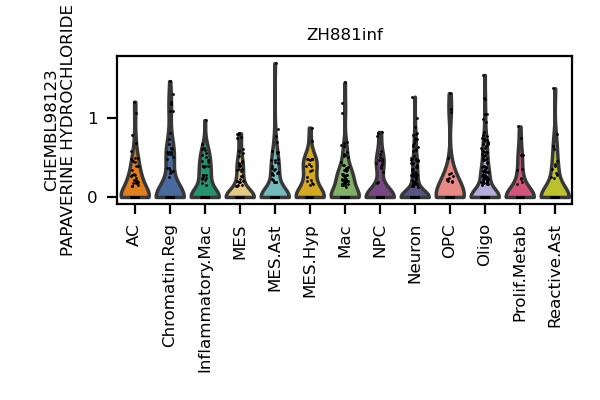 ZH881inf
CHEMBL98123
PAPAVERINE HYDROCHLORIDE
1
0
AC
Chromatin.Reg
Inflammatory.Mac
MES
MES.Ast
MES.Hyp
Mac
NPC
Neuron
OPC
Oligo
Prolif.Metab
Reactive.Ast